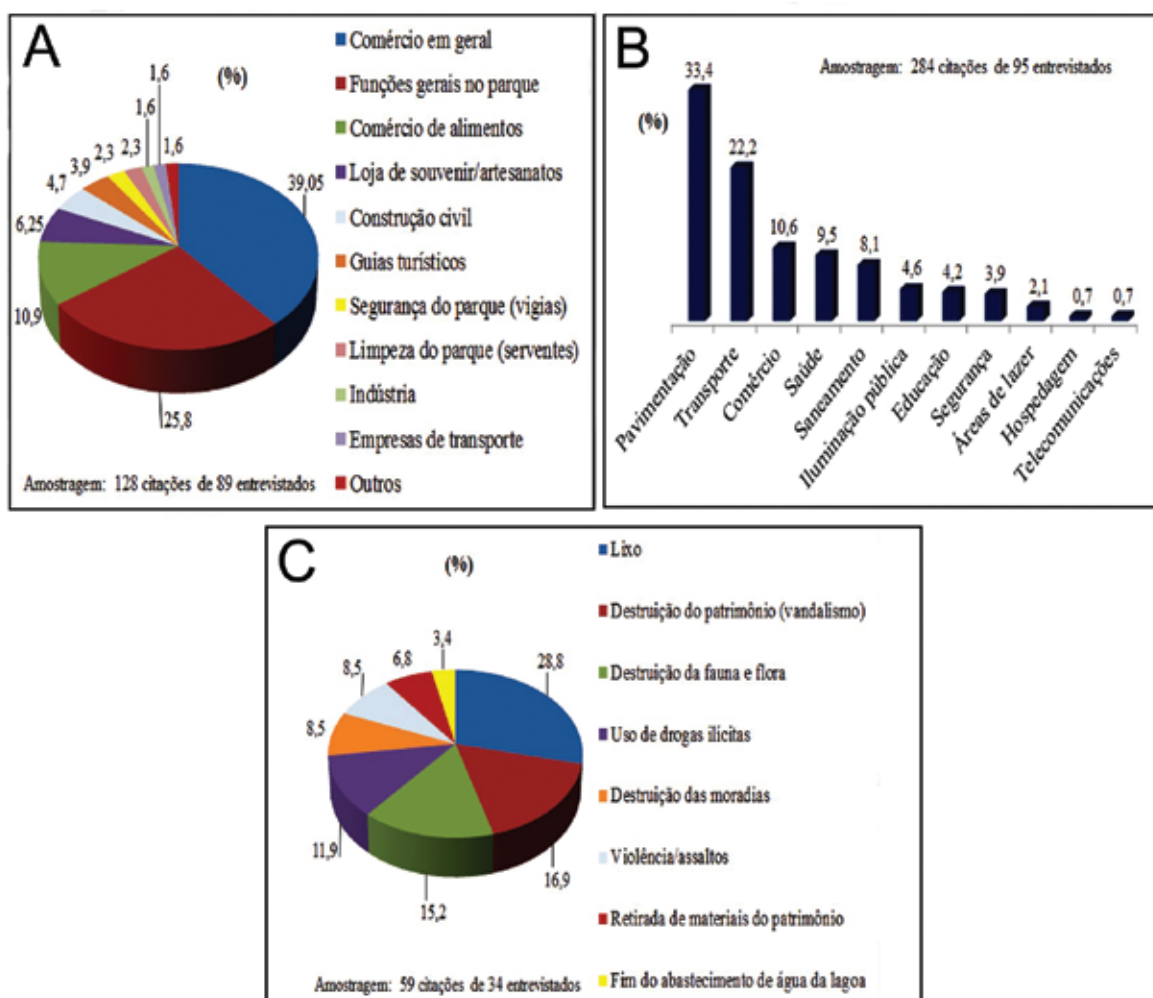 A
(%)
1,6
1,6
1,6
2,3
2,3
3,9
4,7
6,25
10,9
25,8
39,05
Comércio em geral
Funções gerais no parque
Comércio de alimentos
Loja de souvenir/artesanatos
Construção civil
Guias turísticos
Segurança do parque (vigias)
Limpeza do parque (serventes)
Indústria
Empresas de transporte
Outros
Amostragem: 128 citações de 89 entrevistados
B
Amostragem: 284 citações de 95 entrevistados
(%)
33,4
22,2
10,6
9,5
8,1
4,6
4,2
3,9
2,1
0,7
0,7
Pavimentação
Transporte
Comércio
Saúde
Saneamento
Iluminação pública
Educação
Segurança
Áreas de lazer
Hospedagem
Telecomunicações
C
(%)
3,4
6,8
8,5
8,5
11,9
15,2
16,9
28,8
Lixo
Destruição do patrimônio (vandalismo)
Destruição da fauna e flora
Uso de drogas ilícitas
Destruição das moradias
Violência/assaltos
Retirada de materiais do patrimônio
Fim do abastecimento de água da lagoa
Amostragem: 59 citações de 34 entrevistados